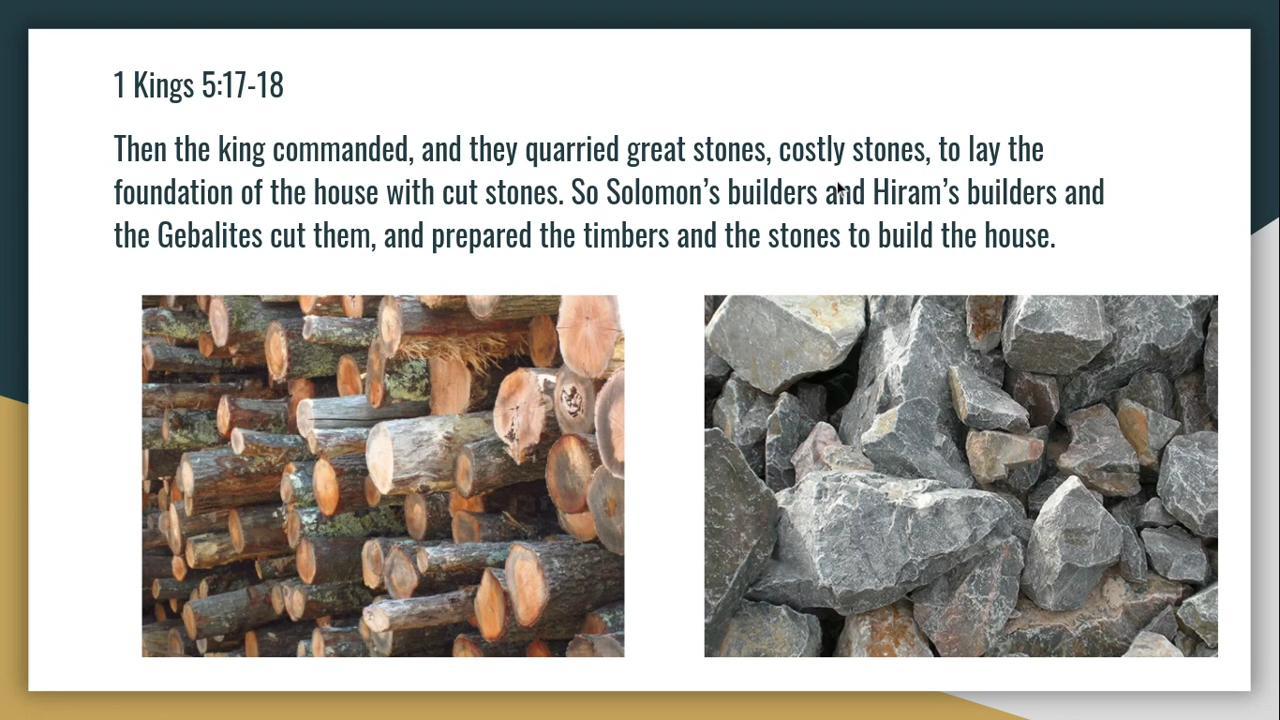 1 Kings 5:17-18
Then the king commanded, and they quarried great stones, costly stones, to lay the
foundation of the house with cut stones. So Solomon’s builders and Hiram’s builders and
the Gebalites cut them, and prepared the timbers and the stones to build the house.